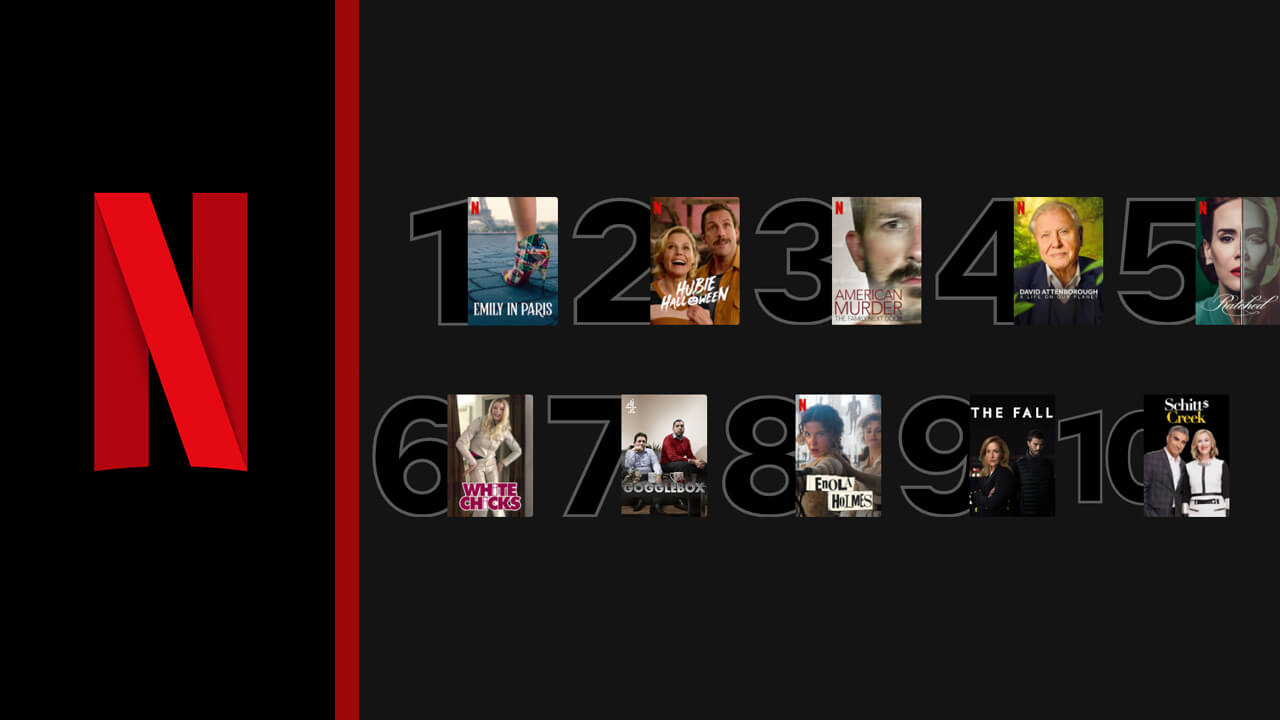 N
1
N
EMILY IN PARIS
2
N
HUBIE
HALLOWEEN
3
N
AMERICAN
MURDER
THE FAMILY NEXT DOOR
4
N
DAVID ATTENBOROUGH
A LIFE ON OUR PLANET
5
N
Ratched
6
WHITE
CHICKS
7
4
GOGGLEBOX
8
N
ENOLA
HOLMES
9
THE FALL
10
Schitt's
Creek